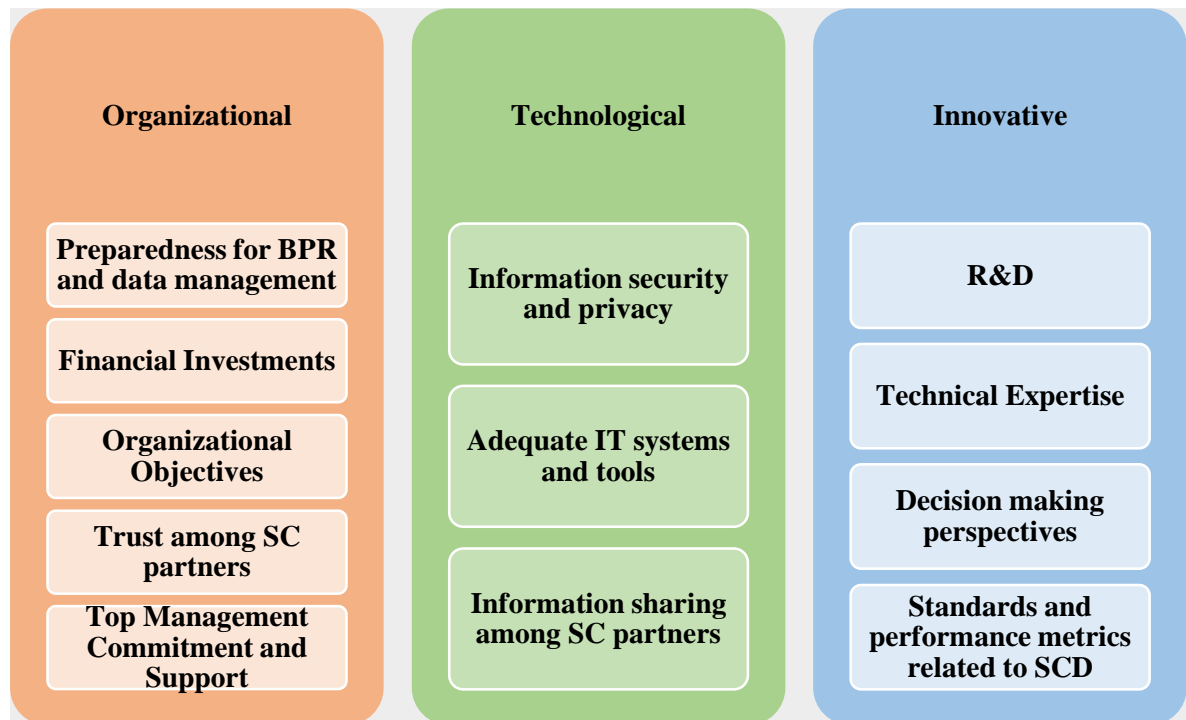 Organizational
Preparedness for BPR
and data management
Financial Investments
Organizational
Objectives
Trust among SC
partners
Top Management
Commitment and
Support
Technological
Information security
and privacy
Adequate IT systems
and tools
Information sharing
among SC partners
Innovative
R&D
Technical Expertise
Decision making
perspectives
Standards and
performance metrics
related to SCD